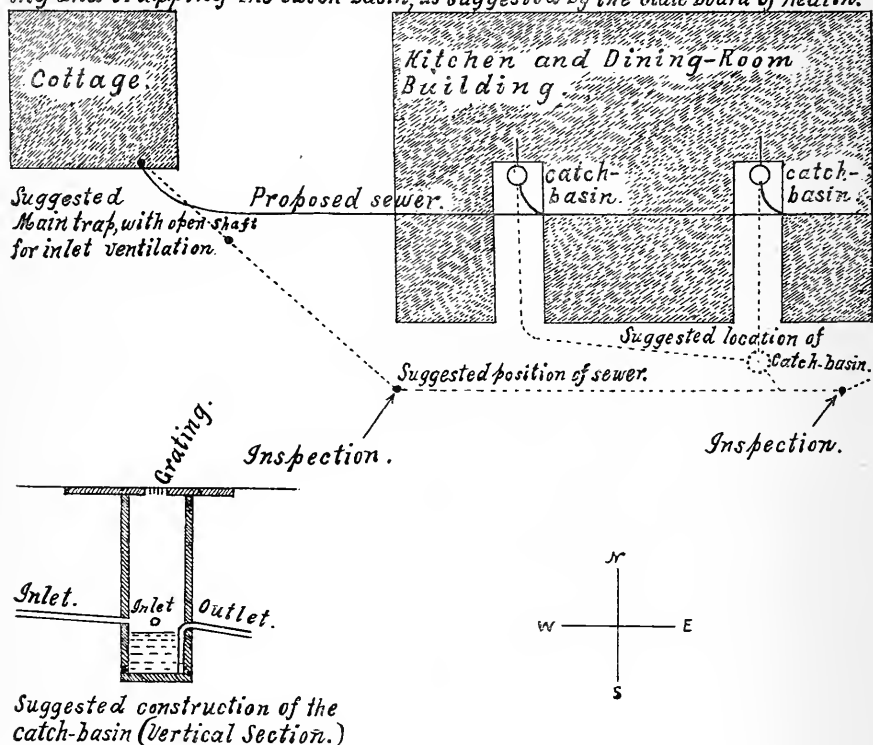 ing and trapping the catch-basin, as suggested by the State Board of Health.
Cottage.
Kitchen and Dining-Room
Building.
catch-
basin.
catch-
basin.
Proposed sewer.
Suggested
Main trap, with open shaft
for inlet ventilation.
Suggested location of
Catch-basin.
Suggested position of sewer.
Inspection.
Inspection.
Grating.
Inlet.
Inlet
Outlet.
N
W
E
S
Suggested construction of the
catch-basin (Vertical Section.)